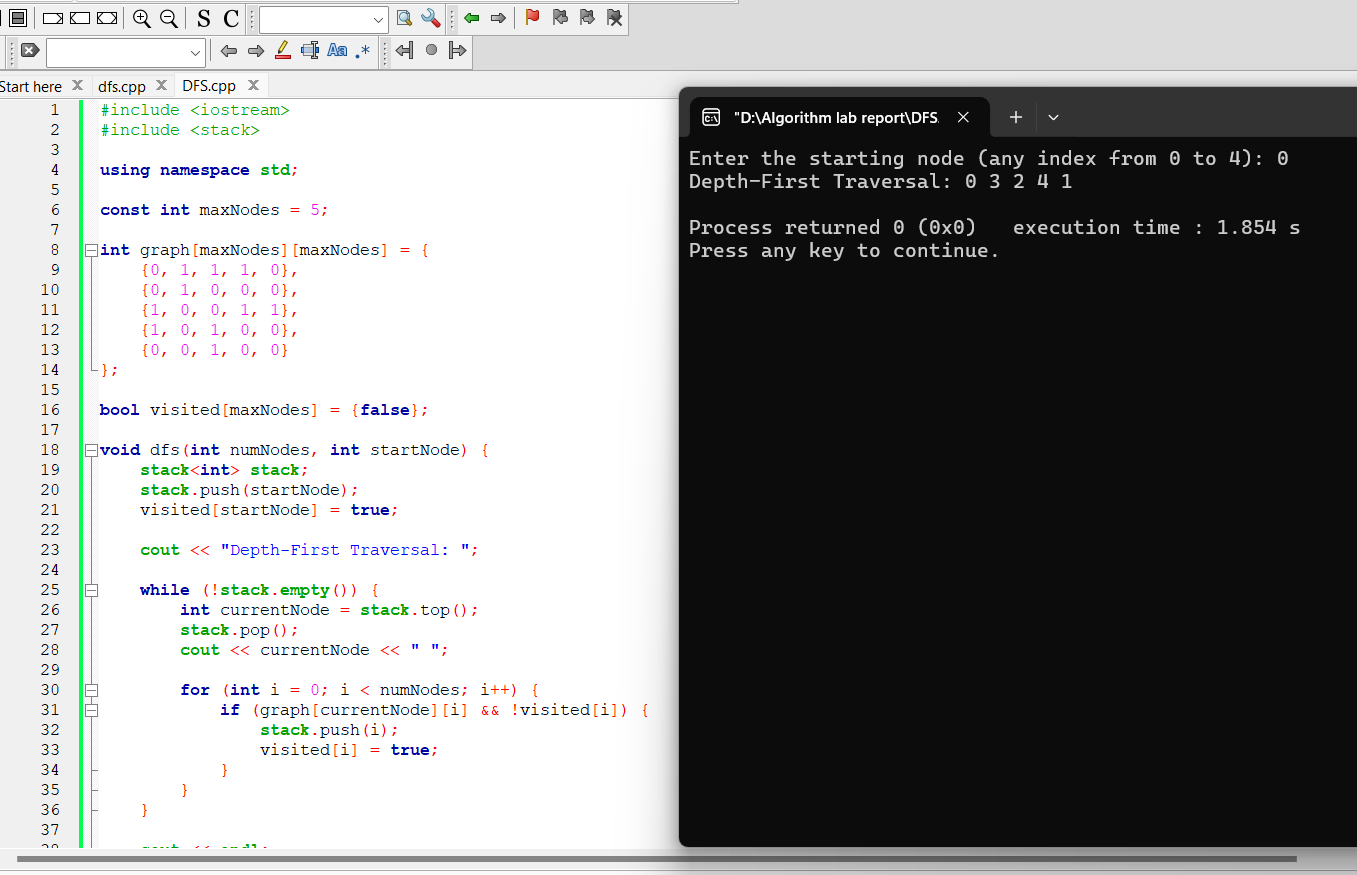 S C
Aa .*
Start here
dfs.cpp
DFS.cpp
1 #include <iostream>
2 #include <stack>
3
4 using namespace std;
5
6 const int maxNodes = 5;
7
8 int graph[maxNodes][maxNodes] = {
9 {0, 1, 1, 1, 0},
10 {0, 1, 0, 0, 0},
11 {1, 0, 0, 1, 1},
12 {1, 0, 1, 0, 0},
13 {0, 0, 1, 0, 0}
14 };
15
16 bool visited[maxNodes] = {false};
17
18 void dfs(int numNodes, int startNode) {
19 stack<int> stack;
20 stack.push(startNode);
21 visited[startNode] = true;
22
23 cout << "Depth-First Traversal: ";
24
25 while (!stack.empty()) {
26 int currentNode = stack.top();
27 stack.pop();
28 cout << currentNode << " ";
29
30 for (int i = 0; i < numNodes; i++) {
31 if (graph[currentNode][i] && !visited[i]) {
32 stack.push(i);
33 visited[i] = true;
34 }
35 }
36 }
37
38 cout << endl;
"D:\Algorithm lab report\DFS.
Enter the starting node (any index from 0 to 4): 0
Depth-First Traversal: 0 3 2 4 1
Process returned 0 (0x0) execution time : 1.854 s
Press any key to continue.